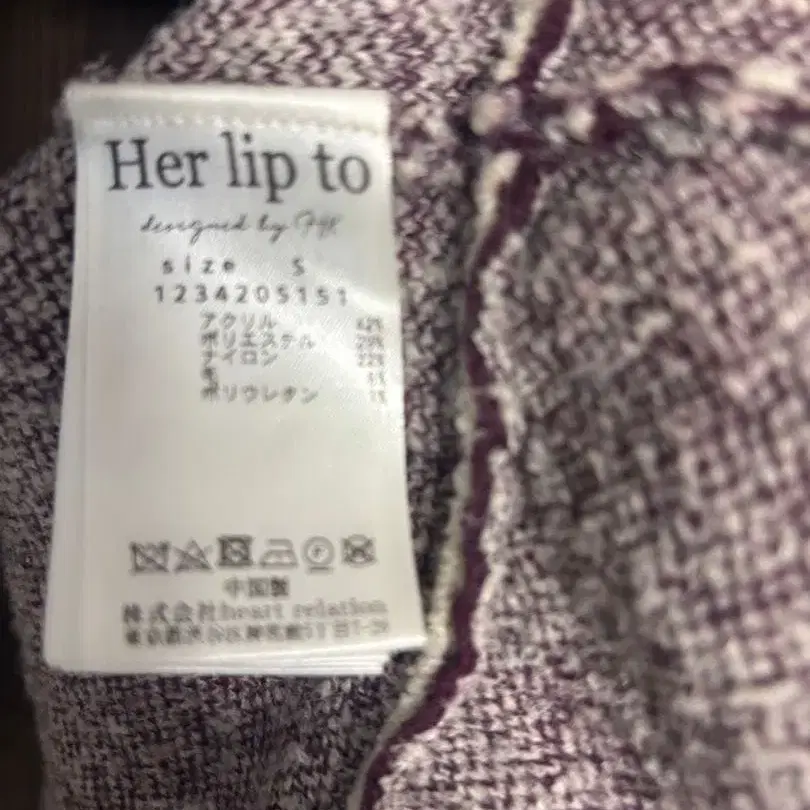 Her lip to
designed by HK
size S
1234205151
アクリル
ポリエステル
ナイロン
毛
ポリウレタン
中国製
株式会社heart relation